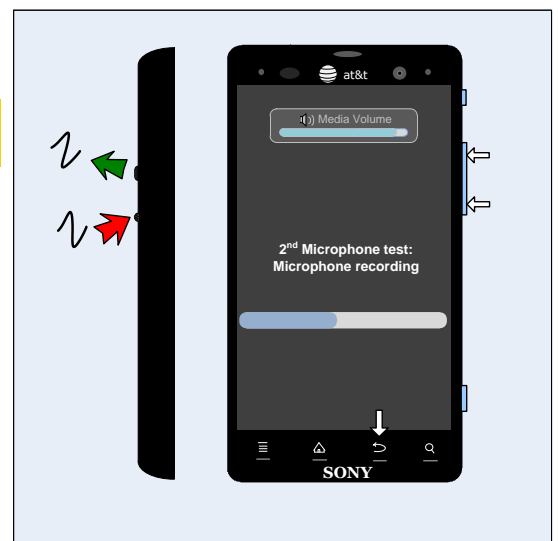 at&t
Media Volume
2nd Microphone test:
Microphone recording
SONY